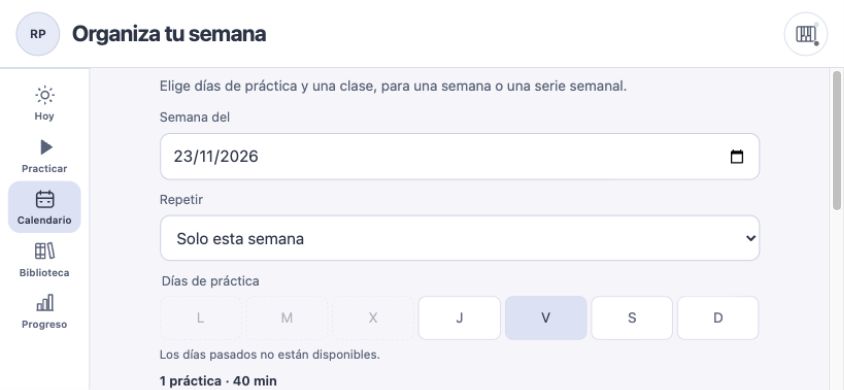 RP
Organiza tu semana
Hoy
Practicar
Calendario
Biblioteca
Progreso
Elige días de práctica y una clase, para una semana o una serie semanal.
Semana del
23/11/2026
Repetir
Solo esta semana
Días de práctica
L M X J V S D
Los días pasados no están disponibles.
1 práctica · 40 min